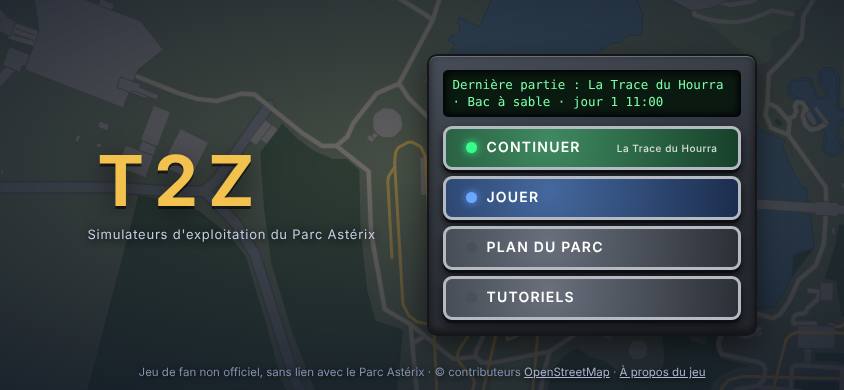 T2Z
Simulateurs d'exploitation du Parc Astérix
Dernière partie : La Trace du Hourra
· Bac à sable · jour 1 11:00
CONTINUER La Trace du Hourra
JOUER
PLAN DU PARC
TUTORIELS
Jeu de fan non officiel, sans lien avec le Parc Astérix · © contributeurs OpenStreetMap · À propos du jeu